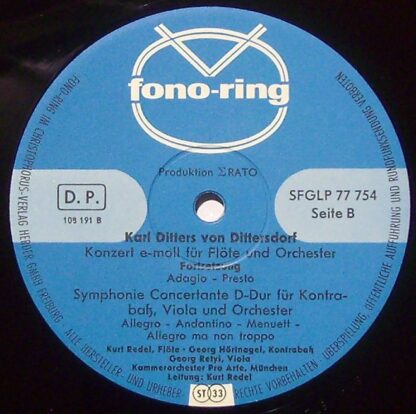 fono-ring
Produktion ΣRATO
D. P.
108 191 B
SFGLP 77 754
Seite B
Karl Ditters von Dittersdorf
Konzert e-moll für Flöte und Orchester
Fortsetzung
Adagio - Presto
Symphonie Concertante D-Dur für Kontra-
baß, Viola und Orchester
Allegro - Andantino - Menuett -
Allegro ma non troppo
Kurt Redel, Flöte · Georg Hörtnagel, Kontrabaß
Georg Retyi, Viola
Kammerorchester Pro Arte, München
Leitung: Kurt Redel
ST 33
FONO-RING IM CHRISTOPHORUS-VERLAG HERDER GMBH FREIBURG
· ALLE HERSTELLER- UND URHEBER- RECHTE VORBEHALTEN · ÜBERSPIELUNG, ÖFFENTLICHE AUFFÜHRUNG UND RUNDFUNKSENDUNG VERBOTEN